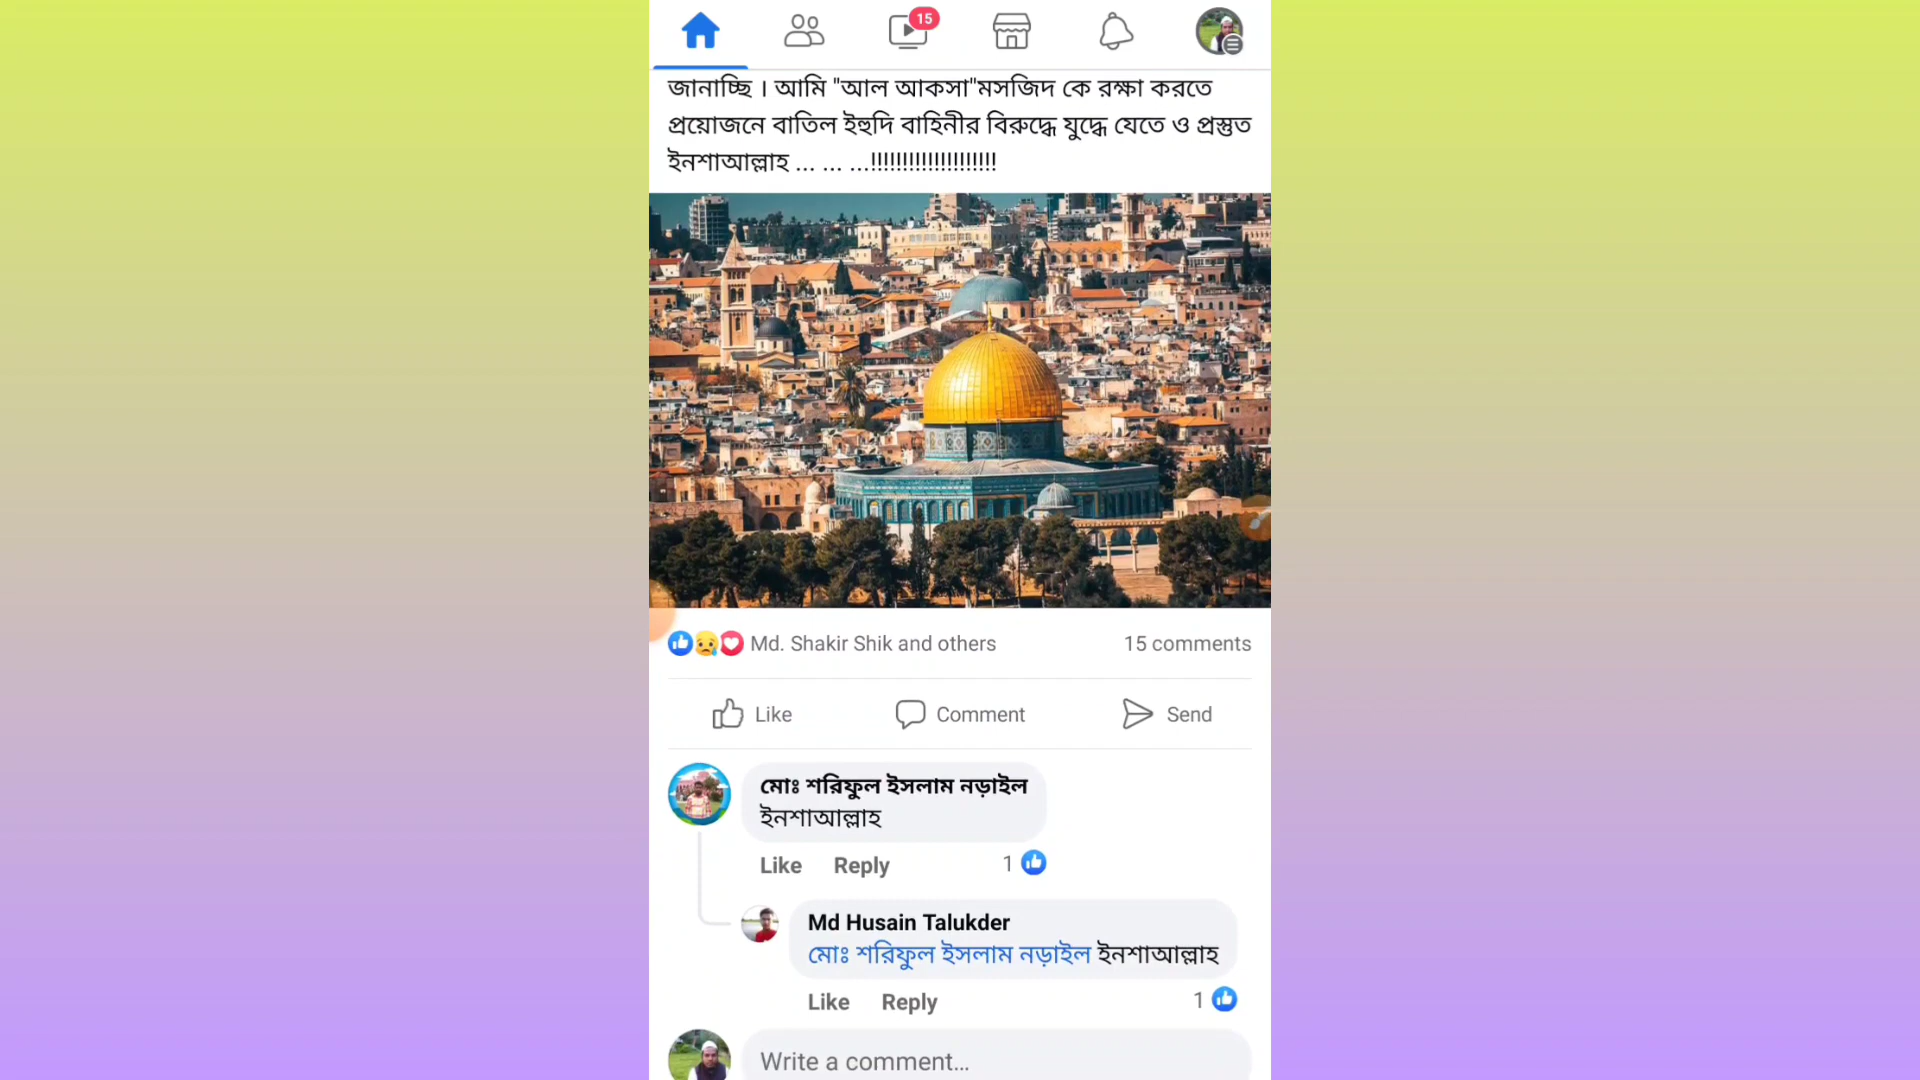 15
জানাচ্ছি । আমি "আল আকসা"মসজিদ কে রক্ষা করতে
প্রয়োজনে বাতিল ইহুদি বাহিনীর বিরুদ্ধে যুদ্ধে যেতে ও প্রস্তুত
ইনশাআল্লাহ ... ... ...!!!!!!!!!!!!!!!!!!!!
Md. Shakir Shik and others 15 comments
Like Comment Send
মোঃ শরিফুল ইসলাম নড়াইল
ইনশাআল্লাহ
Like Reply 1
Md Husain Talukder
মোঃ শরিফুল ইসলাম নড়াইল ইনশাআল্লাহ
Like Reply 1
Write a comment...